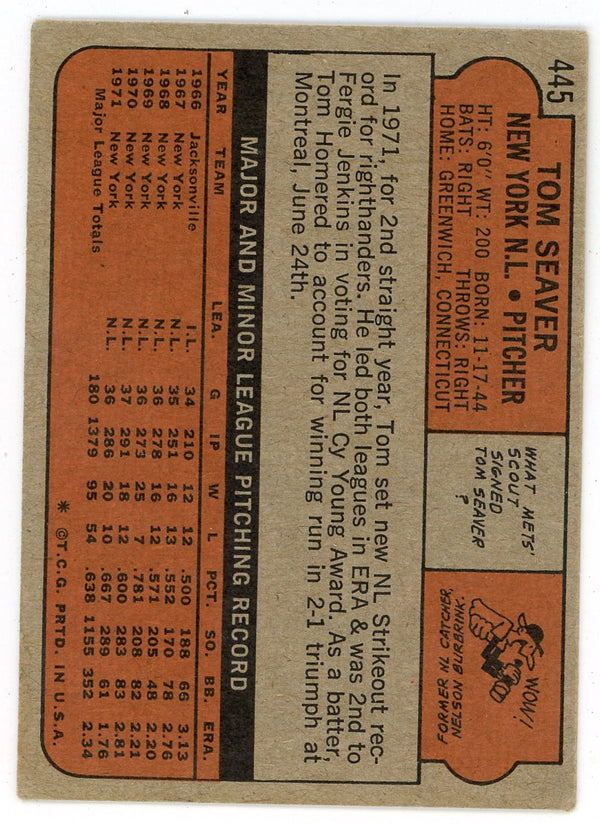 445
TOM SEAVER
NEW YORK N.L. • PITCHER
HT: 6'0" WT: 200 BORN: 11-17-44
BATS: RIGHT THROWS: RIGHT
HOME: GREENWICH, CONNECTICUT
WHAT METS'
SCOUT
SIGNED
TOM SEAVER
?
WOW!
FORMER NL CATCHER
NELSON BURBRINK.
In 1971, for 2nd straight year, Tom set new NL Strikeout rec-
ord for righthanders. He led both leagues in ERA & was 2nd to
Fergie Jenkins in voting for NL Cy Young Award. As a batter,
Tom Homered to account for winning run in 2-1 triumph at
Montreal, June 24th.
MAJOR AND MINOR LEAGUE PITCHING RECORD
YEAR TEAM LEA. G IP W L PCT. SO. BB. ERA.
1966 Jacksonville I.L. 34 210 12 12 .500 188 66 3.13
1967 New York N.L. 35 251 16 13 .552 170 78 2.76
1968 New York N.L. 36 278 16 12 .571 205 48 2.20
1969 New York N.L. 36 273 25 7 .781 208 82 2.21
1970 New York N.L. 37 291 18 12 .600 283 83 2.81
1971 New York N.L. 36 286 20 10 .667 289 61 1.76
Major League Totals 180 1379 95 54 .638 1155 352 2.34
* ©T.C.G. PRTD. IN U.S.A.